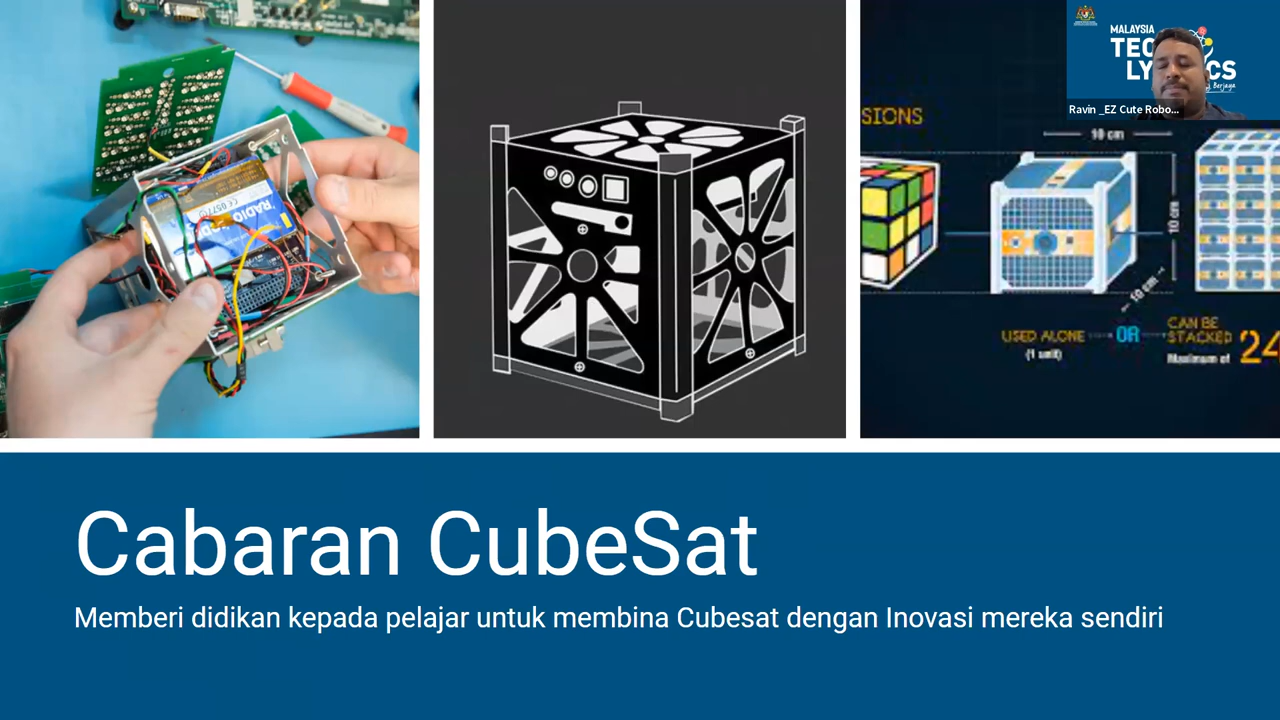 MALAYSIA
Berjaya
Ravin _EZ Cute Robo...
SIONS
10 cm
10 cm
10 cm
USED ALONE
(1 unit)
OR
CAN BE
STACKED
Maximum of
24
Cabaran CubeSat
Memberi didikan kepada pelajar untuk membina Cubesat dengan Inovasi mereka sendiri